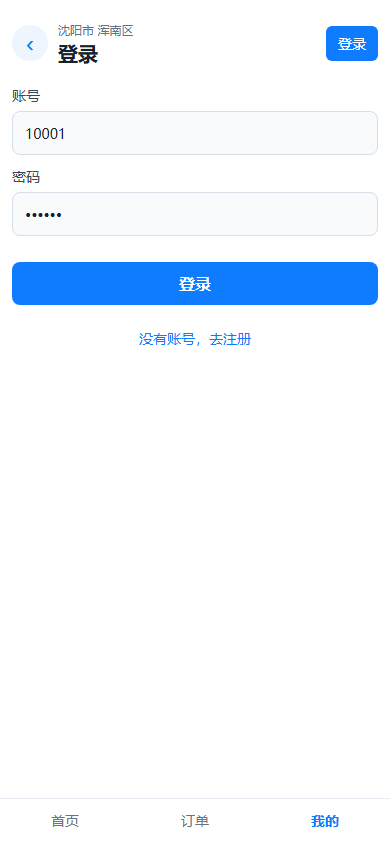 ‹
沈阳市 浑南区
登录
登录
账号
10001
密码
••••••
登录
没有账号，去注册
首页
订单
我的